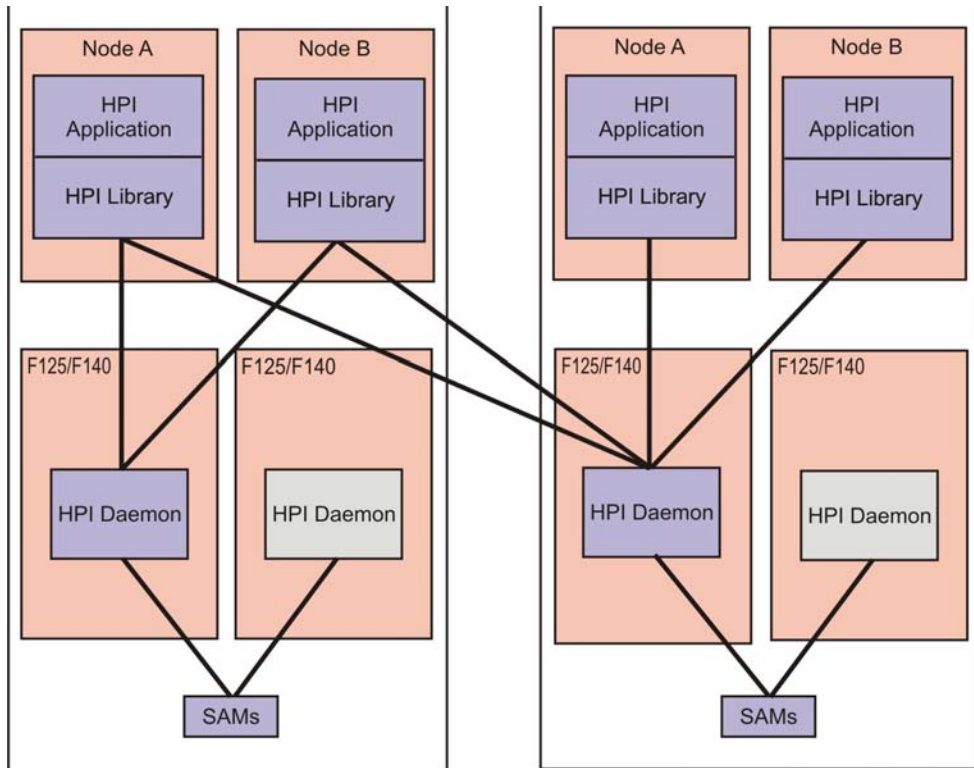 Node A
HPI
Application
HPI Library
Node B
HPI
Application
HPI Library
F125/F140
HPI Daemon
F125/F140
HPI Daemon
SAMs
Node A
HPI
Application
HPI Library
Node B
HPI
Application
HPI Library
F125/F140
HPI Daemon
F125/F140
HPI Daemon
SAMs